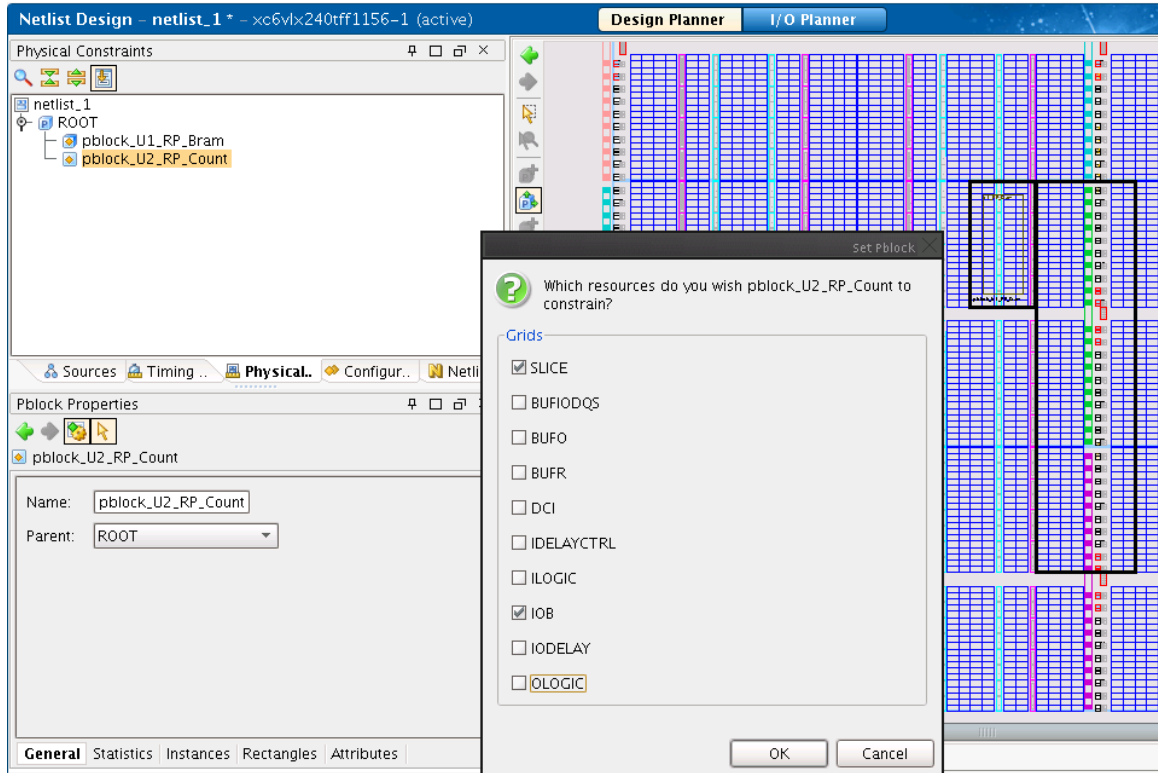 Netlist Design - netlist_1 * - xc6vlx240tff1156-1 (active)
Design Planner
I/O Planner
Physical Constraints
netlist_1
ROOT
pblock_U1_RP_Bram
pblock_U2_RP_Count
Sources
Timing ..
Physical..
Configur..
Netli
Pblock Properties
pblock_U2_RP_Count
Name:
pblock_U2_RP_Count
Parent:
ROOT
General
Statistics
Instances
Rectangles
Attributes
Set Pblock
Which resources do you wish pblock_U2_RP_Count to
constrain?
Grids
SLICE
BUFIODQS
BUFO
BUFR
DCI
IDELAYCTRL
ILOGIC
IOB
IODELAY
OLOGIC
OK
Cancel